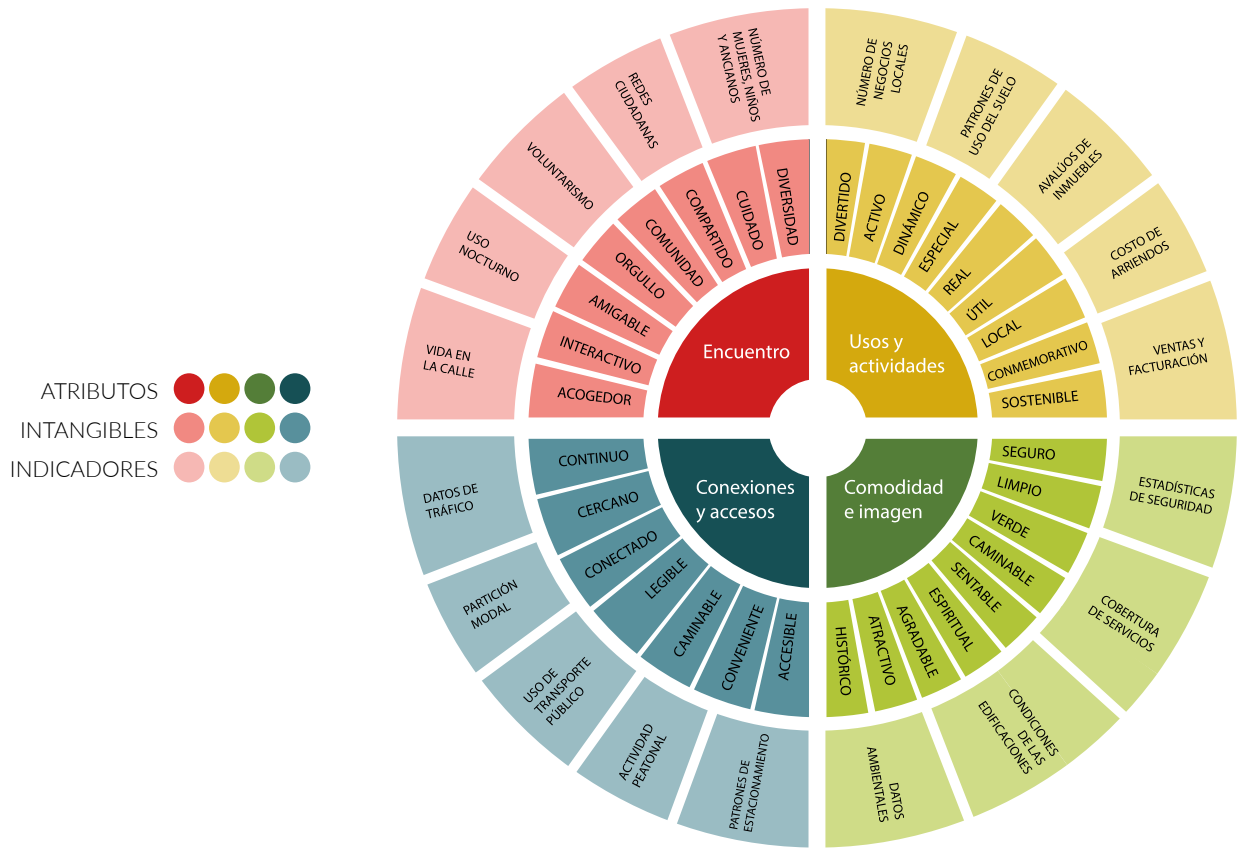 ATRIBUTOS
INTANGIBLES
INDICADORES
Encuentro
Usos y
actividades
Conexiones
y accesos
Comodidad
e imagen
VIDA EN
LA CALLE
USO
NOCTURNO
VOLUNTARISMO
REDES
CIUDADANAS
NÚMERO DE
MUJERES, NIÑOS
Y ANCIANOS
ACOGEDOR
INTERACTIVO
AMIGABLE
ORGULLO
COMUNIDAD
COMPARTIDO
CUIDADO
DIVERSIDAD
NÚMERO DE
NEGOCIOS
LOCALES
PATRONES DE
USO DEL SUELO
AVALÚOS DE
INMUEBLES
COSTO DE
ARRIENDOS
VENTAS Y
FACTURACIÓN
DIVERTIDO
ACTIVO
DINÁMICO
ESPECIAL
REAL
ÚTIL
LOCAL
CONMEMORATIVO
SOSTENIBLE
SEGURO
LIMPIO
VERDE
CAMINABLE
SENTABLE
ESPIRITUAL
AGRADABLE
ATRACTIVO
HISTÓRICO
ESTADÍSTICAS
DE SEGURIDAD
COBERTURA
DE SERVICIOS
CONDICIONES
DE LAS
EDIFICACIONES
DATOS
AMBIENTALES
CONTINUO
CERCANO
CONECTADO
LEGIBLE
CAMINABLE
CONVENIENTE
ACCESIBLE
DATOS DE
TRÁFICO
PARTICIÓN
MODAL
USO DE
TRANSPORTE
PÚBLICO
ACTIVIDAD
PEATONAL
PATRONES DE
ESTACIONAMIENTO